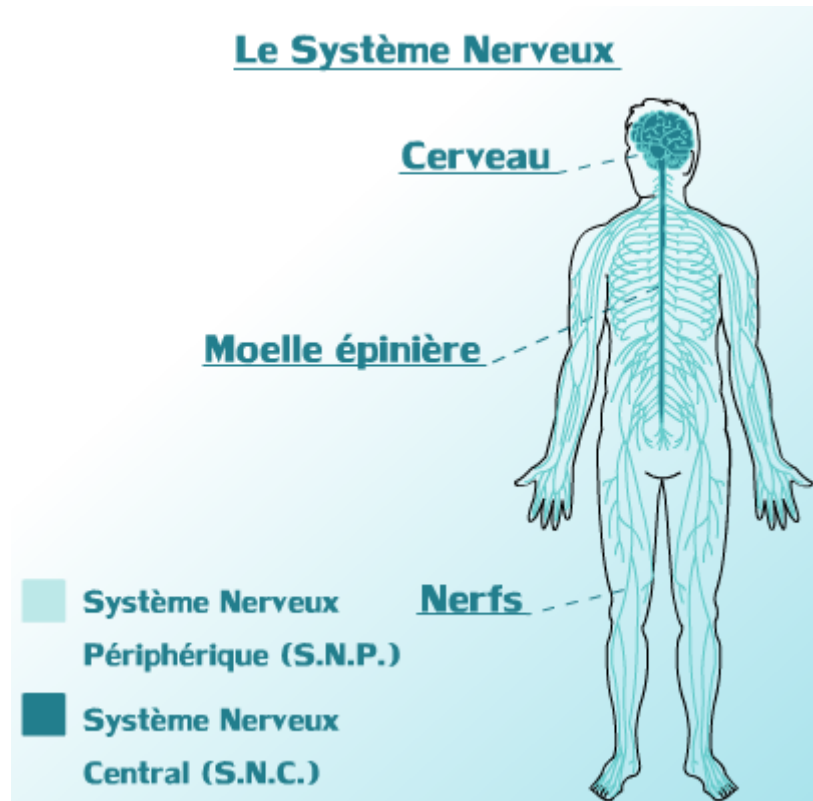 Le Système Nerveux
Cerveau
Moelle épinière
Nerfs
Système Nerveux
Périphérique (S.N.P.)
Système Nerveux
Central (S.N.C.)